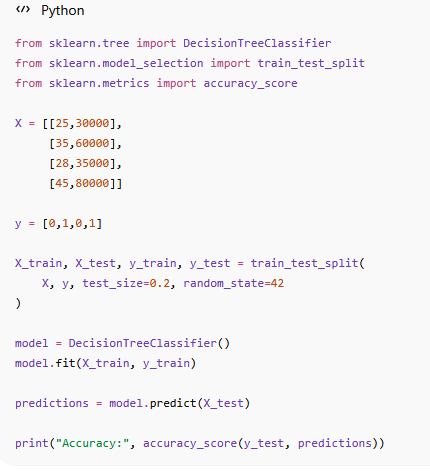 </> Python
from sklearn.tree import DecisionTreeClassifier
from sklearn.model_selection import train_test_split
from sklearn.metrics import accuracy_score

X = [[25,30000],
     [35,60000],
     [28,35000],
     [45,80000]]

y = [0,1,0,1]

X_train, X_test, y_train, y_test = train_test_split(
    X, y, test_size=0.2, random_state=42
)

model = DecisionTreeClassifier()
model.fit(X_train, y_train)

predictions = model.predict(X_test)

print("Accuracy:", accuracy_score(y_test, predictions))